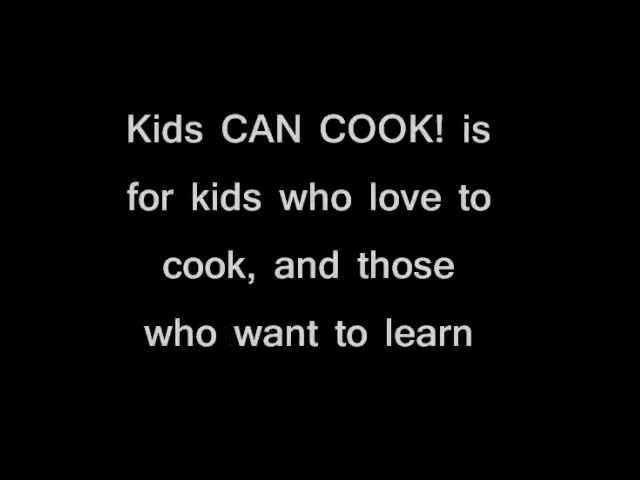 Kids CAN COOK! is
for kids who love to
cook, and those
who want to learn